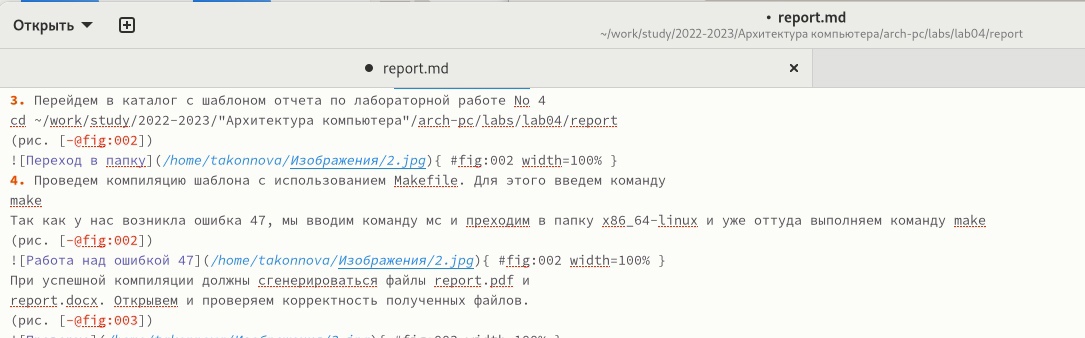 Открыть
report.md
~/work/study/2022-2023/Архитектура компьютера/arch-pc/labs/lab04/report
report.md
3. Перейдем в каталог с шаблоном отчета по лабораторной работе No 4
cd ~/work/study/2022-2023/"Архитектура компьютера"/arch-pc/labs/lab04/report
(рис. [-@fig:002])
![Переход в папку](/home/takonnova/Изображения/2.jpg){ #fig:002 width=100% }
4. Проведем компиляцию шаблона с использованием Makefile. Для этого введем команду
make
Так как у нас возникла ошибка 47, мы вводим команду мс и преходим в папку x86_64-linux и уже оттуда выполняем команду make
(рис. [-@fig:002])
![Работа над ошибкой 47](/home/takonnova/Изображения/2.jpg){ #fig:002 width=100% }
При успешной компиляции должны сгенерироваться файлы report.pdf и
report.docx. Открывем и проверяем корректность полученных файлов.
(рис. [-@fig:003])